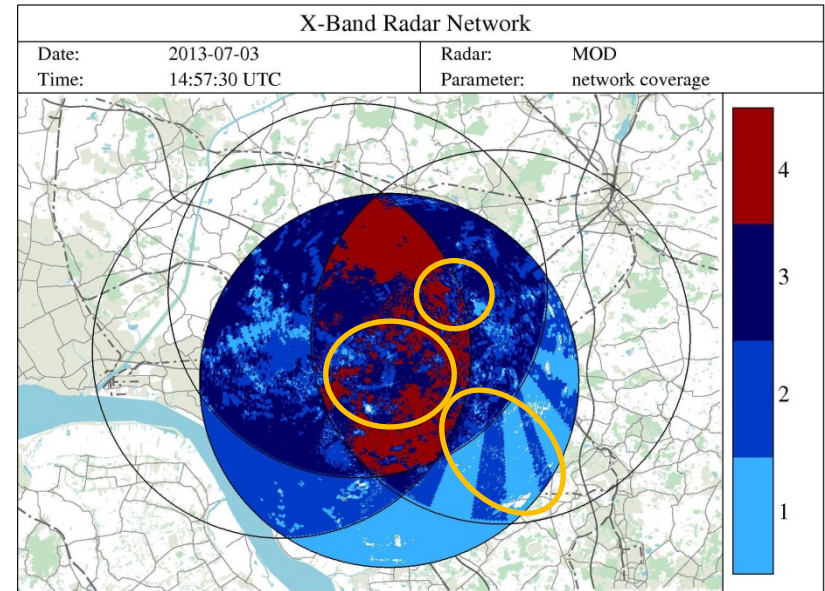 X-Band Radar Network
Date: 2013-07-03 Radar: MOD
Time: 14:57:30 UTC Parameter: network coverage
4
3
2
1